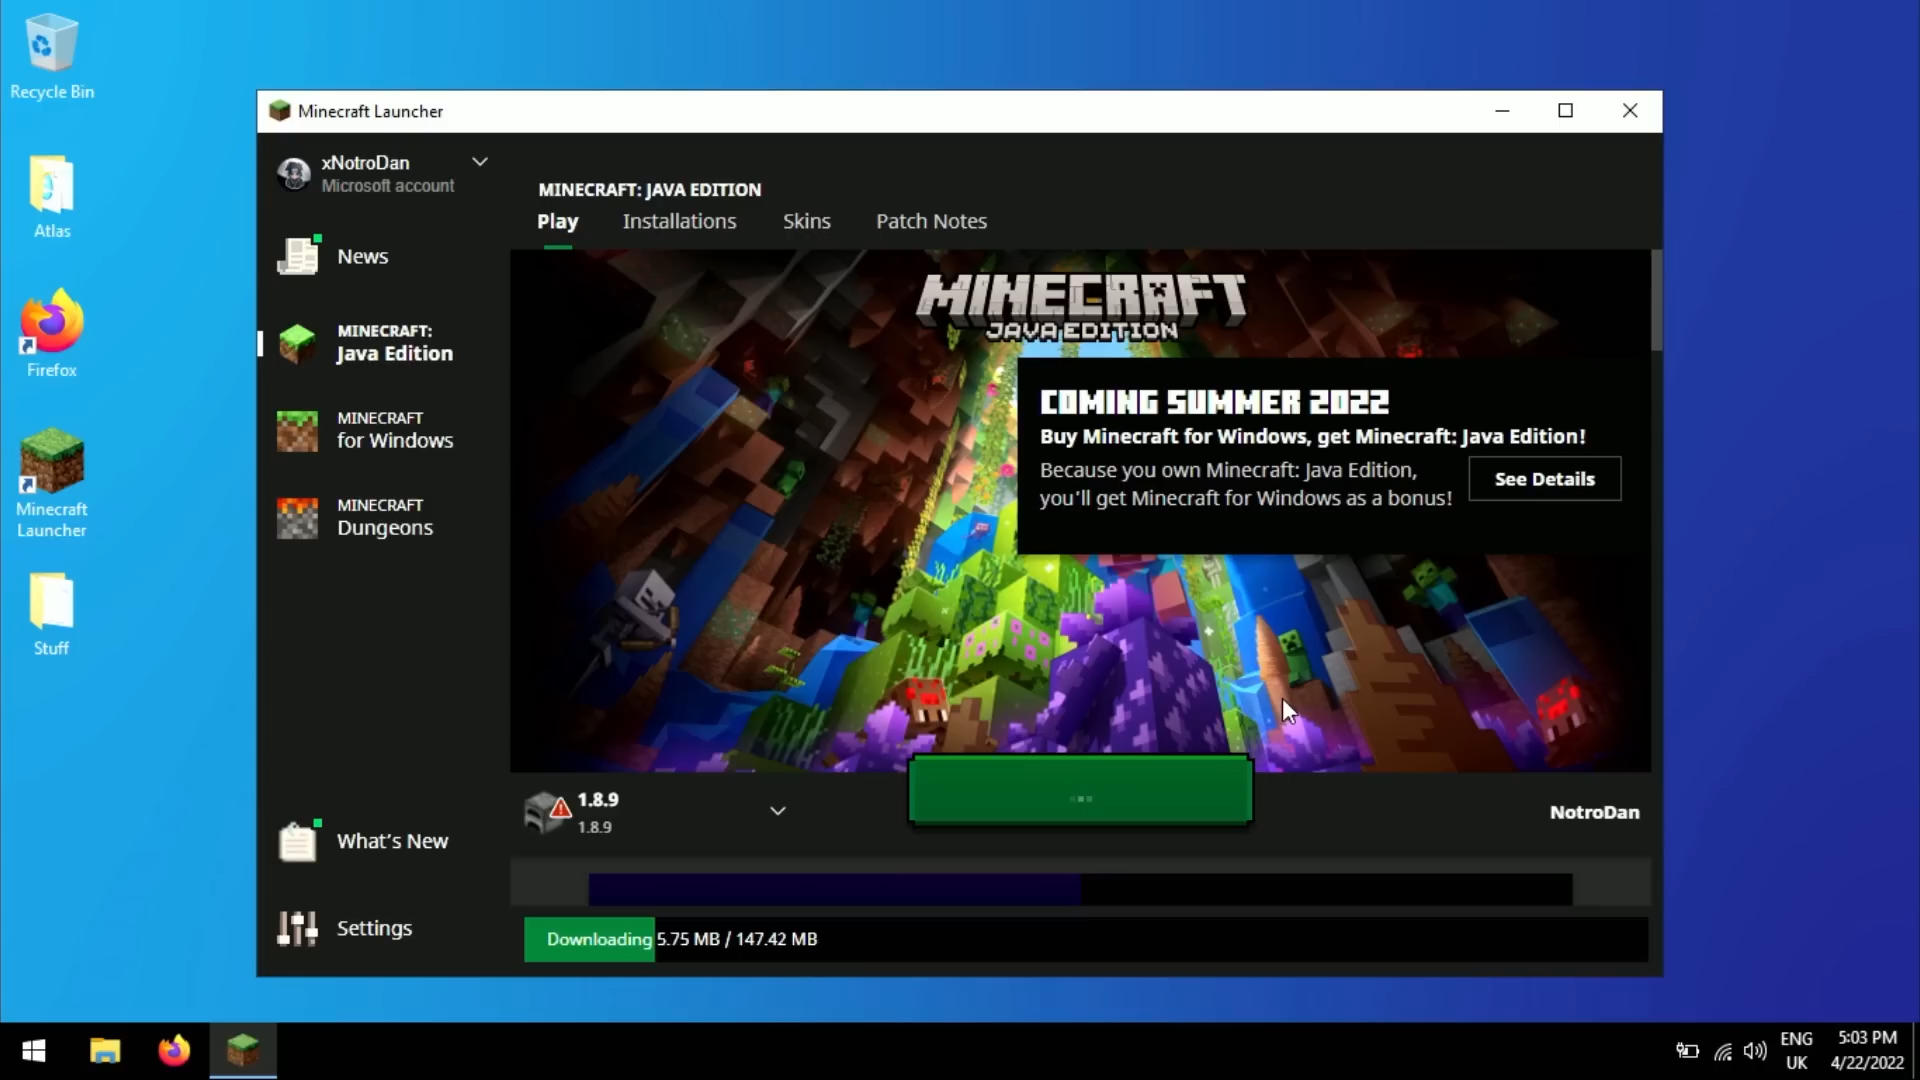 Recycle Bin
Atlas
Firefox
Minecraft
Launcher
Stuff
Minecraft Launcher
xNotroDan
Microsoft account
News
MINECRAFT:
Java Edition
MINECRAFT
for Windows
MINECRAFT
Dungeons
What's New
Settings
MINECRAFT: JAVA EDITION
Play Installations Skins Patch Notes
MINECRAFT
JAVA EDITION
COMING SUMMER 2022
Buy Minecraft for Windows, get Minecraft: Java Edition!
Because you own Minecraft: Java Edition,
you'll get Minecraft for Windows as a bonus!
See Details
1.8.9
1.8.9
NotroDan
Downloading 5.75 MB / 147.42 MB
ENG
UK
5:03 PM
4/22/2022